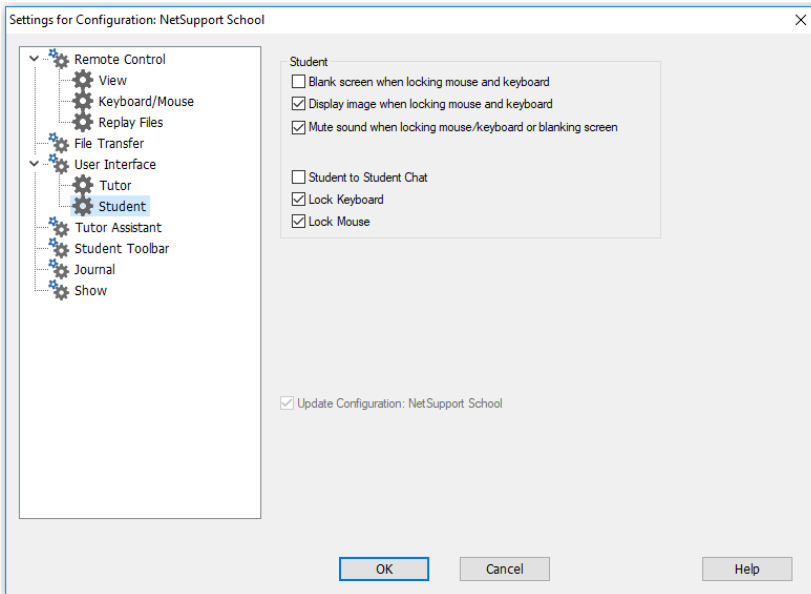 Settings for Configuration: NetSupport School
Remote Control
View
Keyboard/Mouse
Replay Files
File Transfer
User Interface
Tutor
Student
Tutor Assistant
Student Toolbar
Journal
Show
Student
Blank screen when locking mouse and keyboard
Display image when locking mouse and keyboard
Mute sound when locking mouse/keyboard or blanking screen
Student to Student Chat
Lock Keyboard
Lock Mouse
Update Configuration: NetSupport School
OK
Cancel
Help